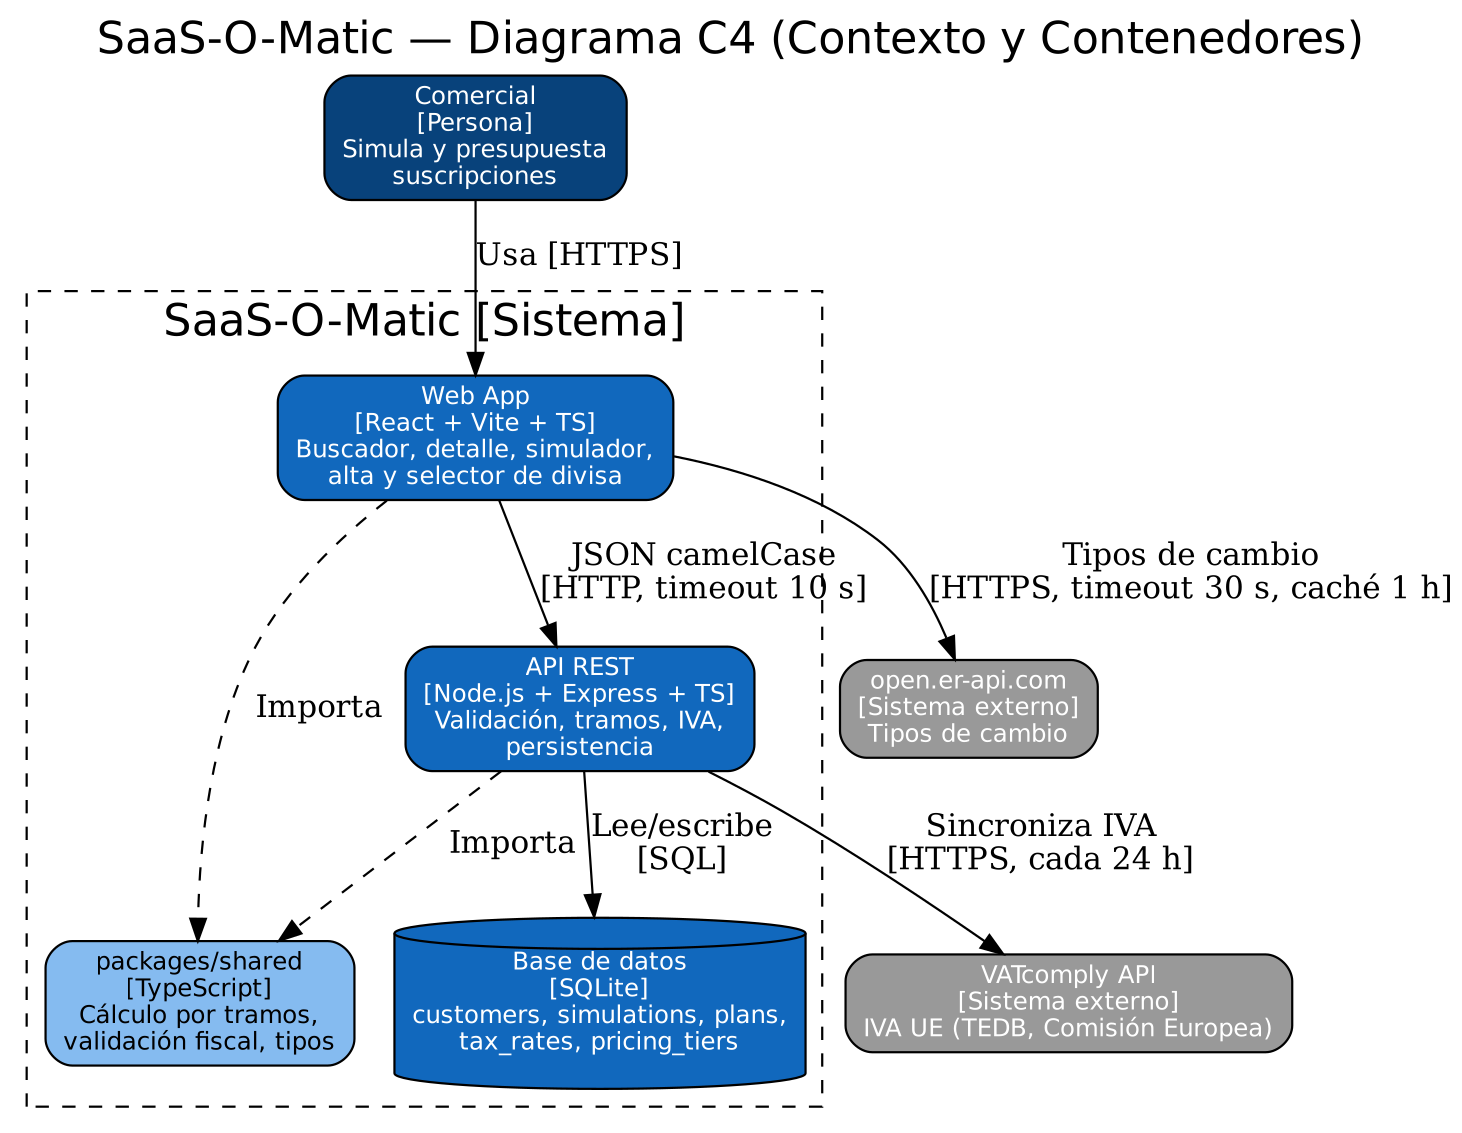 SaaS-O-Matic — Diagrama C4 (Contexto y Contenedores)
Comercial
[Persona]
Simula y presupuesta
suscripciones
Usa [HTTPS]
SaaS-O-Matic [Sistema]
Web App
[React + Vite + TS]
Buscador, detalle, simulador,
alta y selector de divisa
JSON camelCase
[HTTP, timeout 10 s]
Tipos de cambio
[HTTPS, timeout 30 s, caché 1 h]
Importa
API REST
[Node.js + Express + TS]
Validación, tramos, IVA,
persistencia
open.er-api.com
[Sistema externo]
Tipos de cambio
Importa
Lee/escribe
[SQL]
Sincroniza IVA
[HTTPS, cada 24 h]
packages/shared
[TypeScript]
Cálculo por tramos,
validación fiscal, tipos
Base de datos
[SQLite]
customers, simulations, plans,
tax_rates, pricing_tiers
VATcomply API
[Sistema externo]
IVA UE (TEDB, Comisión Europea)